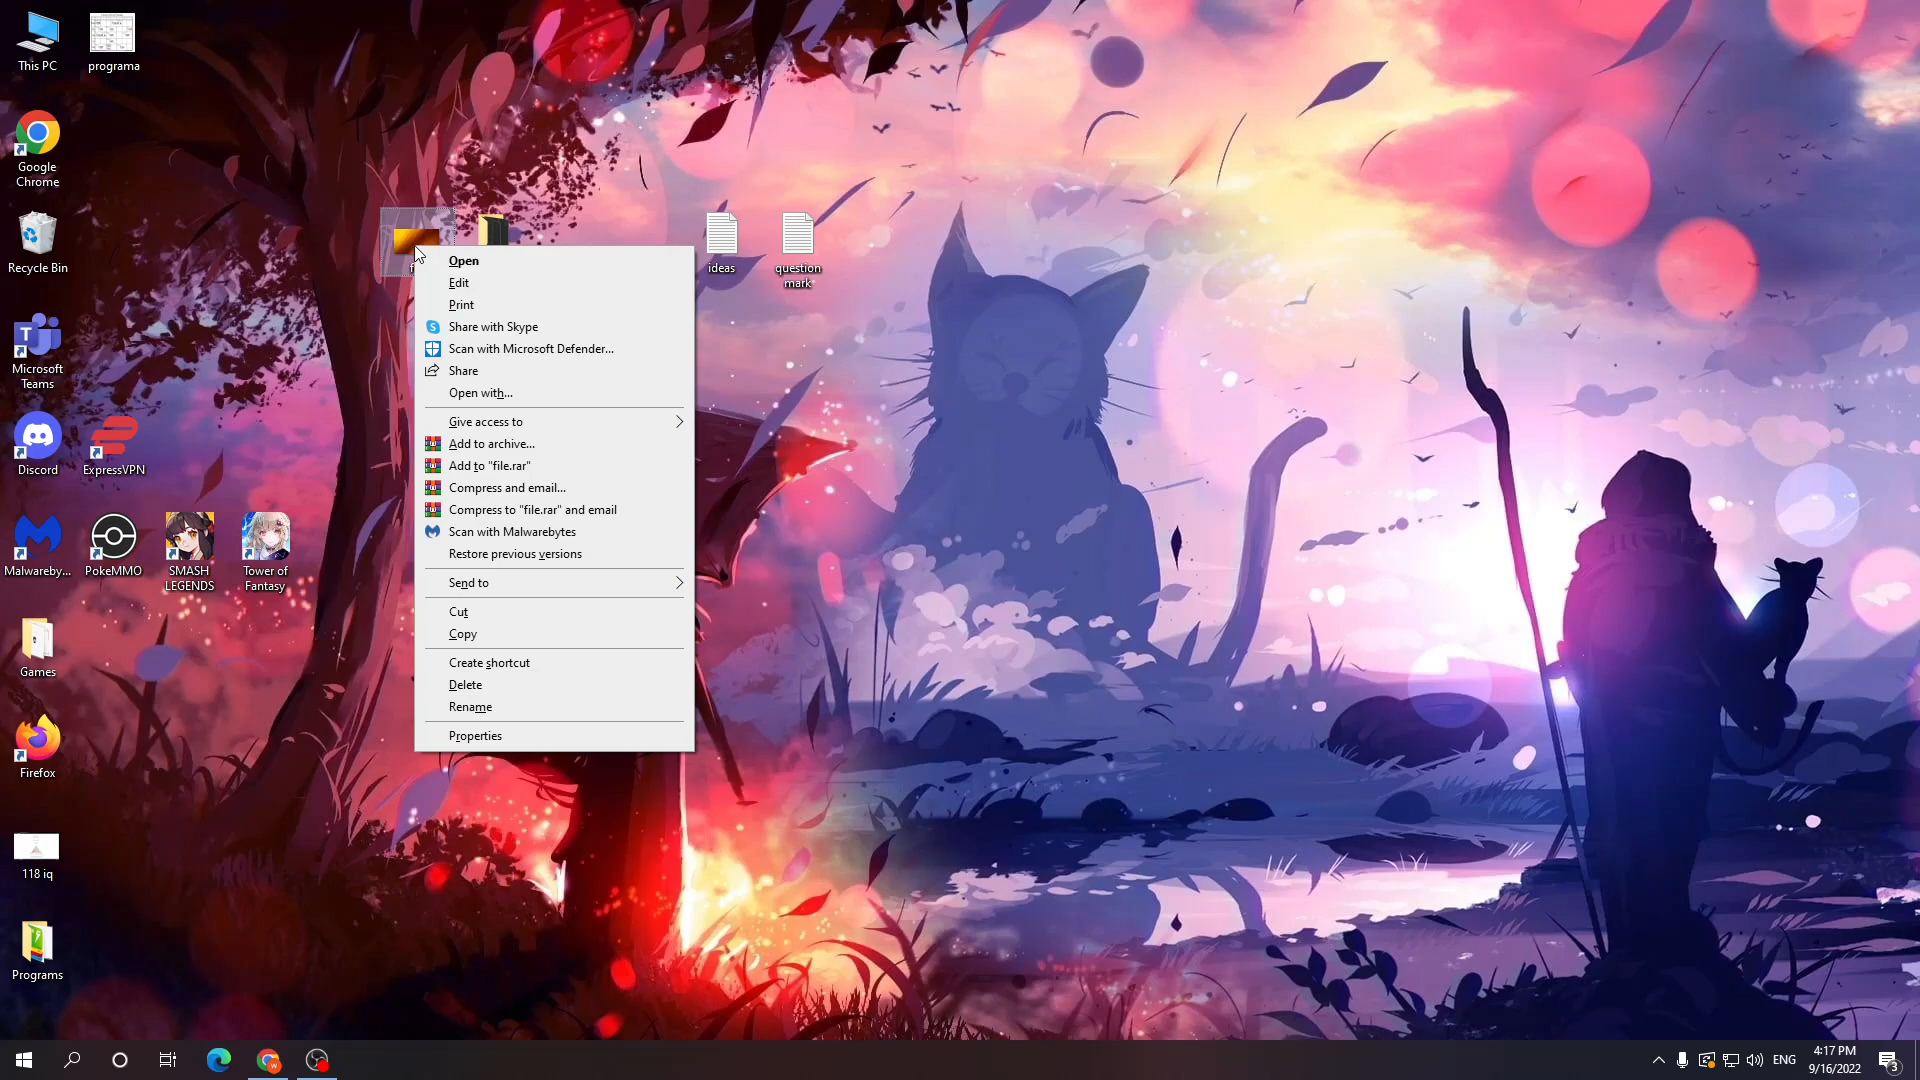 This PC
programa
Google
Chrome
Recycle Bin
ideas
question
mark
Microsoft
Teams
Discord
ExpressVPN
Malwareby...
PokeMMO
SMASH
LEGENDS
Tower of
Fantasy
Games
Firefox
118 iq
Programs
Open
Edit
Print
Share with Skype
Scan with Microsoft Defender...
Share
Open with...
Give access to
Add to archive...
Add to "file.rar"
Compress and email...
Compress to "file.rar" and email
Scan with Malwarebytes
Restore previous versions
Send to
Cut
Copy
Create shortcut
Delete
Rename
Properties
ENG
4:17 PM
9/16/2022
3